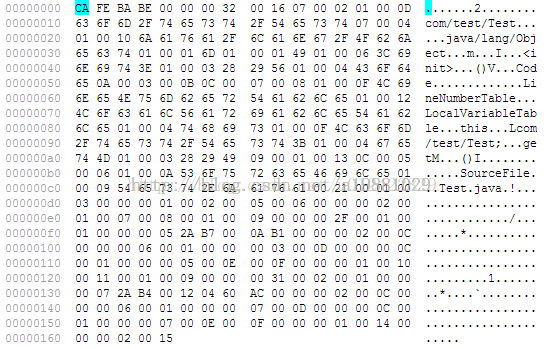 00000000 CA FE BA BE 00 00 00 32 00 16 07 00 02 01 00 0D .......2........
00000010 63 6F 6D 2F 74 65 73 74 2F 54 65 73 74 07 00 04 com/test/Test...
00000020 01 00 10 6A 61 76 61 2F 6C 61 6E 67 2F 4F 62 6A ...java/lang/Obj
00000030 65 63 74 01 00 01 6D 01 00 01 49 01 00 06 3C 69 ect...m...I...<i
00000040 6E 69 74 3E 01 00 03 28 29 56 01 00 04 43 6F 64 nit>...()V...Cod
00000050 65 0A 00 03 00 0B 0C 00 07 00 08 01 00 0F 4C 69 e.............Li
00000060 6E 65 4E 75 6D 62 65 72 54 61 62 6C 65 01 00 12 neNumberTable...
00000070 4C 6F 63 61 6C 56 61 72 69 61 62 6C 65 54 61 62 LocalVariableTab
00000080 6C 65 01 00 04 74 68 69 73 01 00 0F 4C 63 6F 6D le...this...Lcom
00000090 2F 74 65 73 74 2F 54 65 73 74 3B 01 00 04 67 65 /test/Test;...ge
000000a0 74 4D 01 00 03 28 29 49 09 00 01 00 13 0C 00 05 tM...()I........
000000b0 00 06 01 00 0A 53 6F 75 72 63 65 46 69 6C 65 01 .....SourceFile.
000000c0 00 09 54 65 73 74 2E 6A 61 76 61 00 21 00 01 00 ..Test.java.!...
000000d0 03 00 00 00 01 00 02 00 05 00 06 00 00 00 02 00 ................
000000e0 01 00 07 00 08 00 01 00 09 00 00 00 2F 00 01 00 ............/...
000000f0 01 00 00 00 05 2A B7 00 0A B1 00 00 00 02 00 0C .....*..........
00000100 00 00 00 06 00 01 00 00 00 03 00 0D 00 00 00 0C ................
00000110 00 01 00 00 00 05 00 0E 00 0F 00 00 00 01 00 10 ................
00000120 00 11 00 01 00 09 00 00 00 31 00 02 00 01 00 00 .........1......
00000130 00 07 2A B4 00 12 04 60 AC 00 00 00 02 00 0C 00 ..*....`........
00000140 00 00 06 00 01 00 00 00 07 00 0D 00 00 00 0C 00 ................
00000150 01 00 00 00 07 00 0E 00 0F 00 00 00 01 00 14 00 ................
00000160 00 00 02 00 15 .....